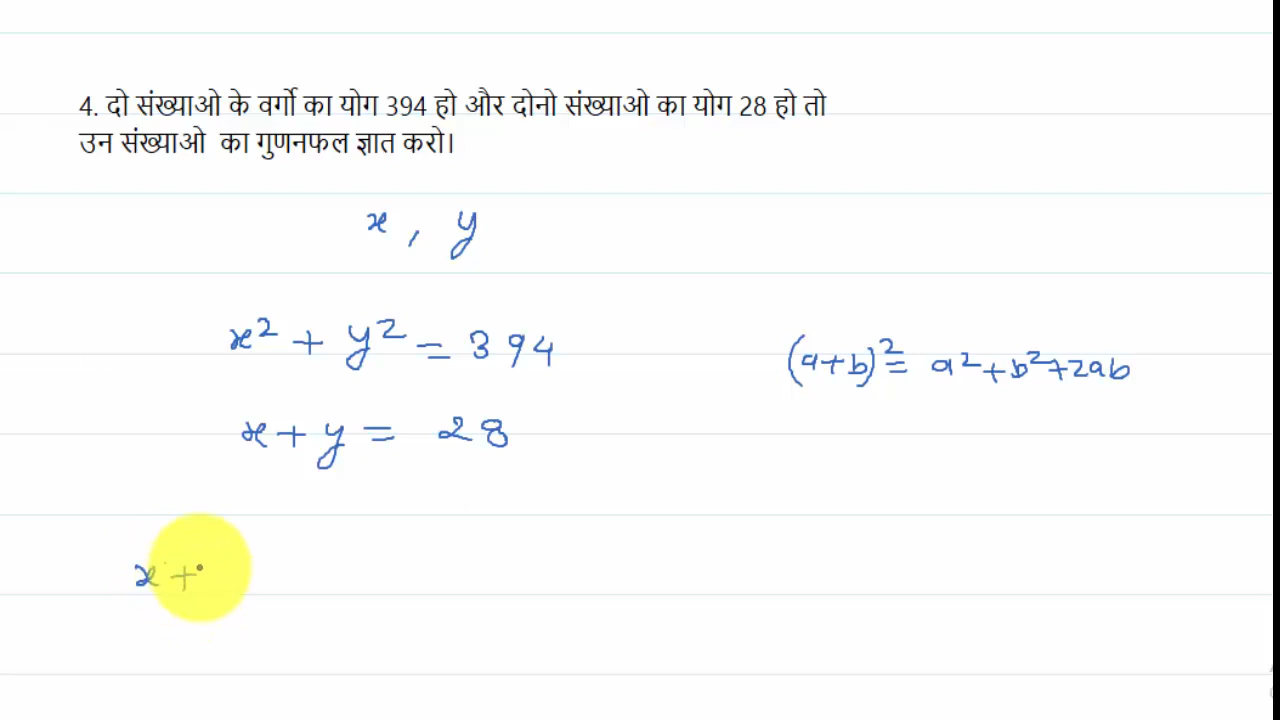 4. दो संख्याओ के वर्गो का योग 394 हो और दोनो संख्याओ का योग 28 हो तो
उन संख्याओ का गुणनफल ज्ञात करो।
x , y
x² + y² = 394
(a+b)² = a²+b²+2ab
x + y = 28
x +